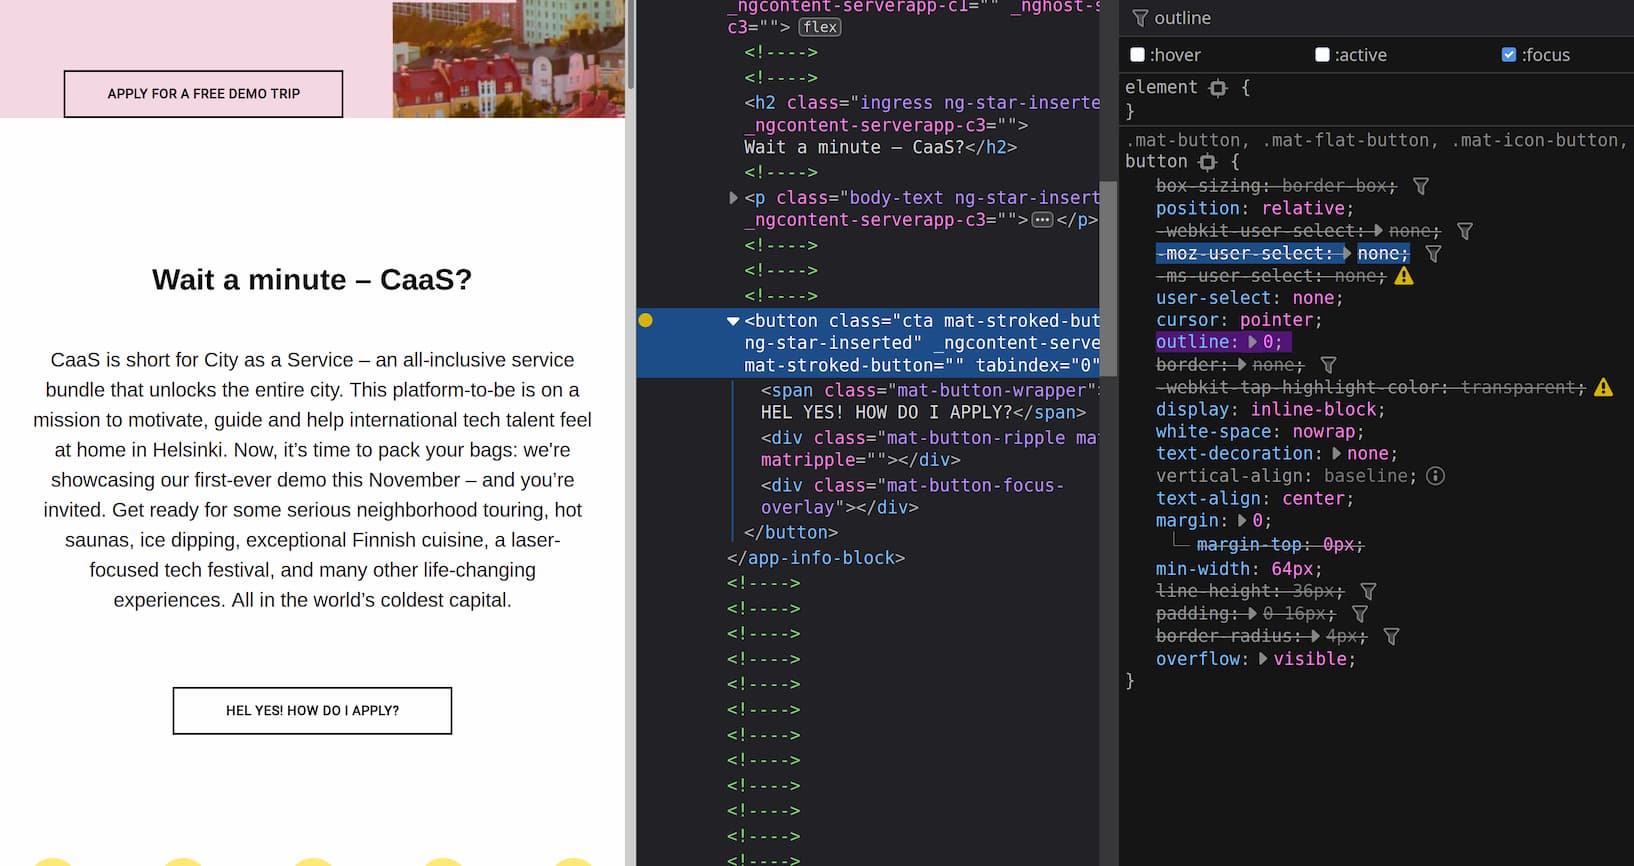 APPLY FOR A FREE DEMO TRIP
Wait a minute – CaaS?
CaaS is short for City as a Service – an all-inclusive service
bundle that unlocks the entire city. This platform-to-be is on a
mission to motivate, guide and help international tech talent feel
at home in Helsinki. Now, it’s time to pack your bags: we're
showcasing our first-ever demo this November – and you’re
invited. Get ready for some serious neighborhood touring, hot
saunas, ice dipping, exceptional Finnish cuisine, a laser-
focused tech festival, and many other life-changing
experiences. All in the world’s coldest capital.
HEL YES! HOW DO I APPLY?
_ngcontent-serverapp-c1="" _nghost-s
c3=""> flex
<!---->
<!---->
<h2 class="ingress ng-star-inserte
_ngcontent-serverapp-c3="">
Wait a minute – CaaS?</h2>
<!---->
<p class="body-text ng-star-insert
_ngcontent-serverapp-c3="">···</p>
<!---->
<!---->
<!---->
<button class="cta mat-stroked-but
ng-star-inserted" _ngcontent-serve
mat-stroked-button="" tabindex="0"
<span class="mat-button-wrapper">
HEL YES! HOW DO I APPLY?</span>
<div class="mat-button-ripple mat
matripple=""></div>
<div class="mat-button-focus-
overlay"></div>
</button>
</app-info-block>
<!---->
<!---->
<!---->
<!---->
<!---->
<!---->
<!---->
<!---->
<!---->
<!---->
<!---->
<!---->
outline
:hover
:active
:focus
element {
}
.mat-button, .mat-flat-button, .mat-icon-button,
button {
box-sizing: border-box;
position: relative;
-webkit-user-select: none;
-moz-user-select: none;
-ms-user-select: none;
user-select: none;
cursor: pointer;
outline: 0;
border: none;
-webkit-tap-highlight-color: transparent;
display: inline-block;
white-space: nowrap;
text-decoration: none;
vertical-align: baseline;
text-align: center;
margin: 0;
margin-top: 0px;
min-width: 64px;
line-height: 36px;
padding: 0 16px;
border-radius: 4px;
overflow: visible;
}